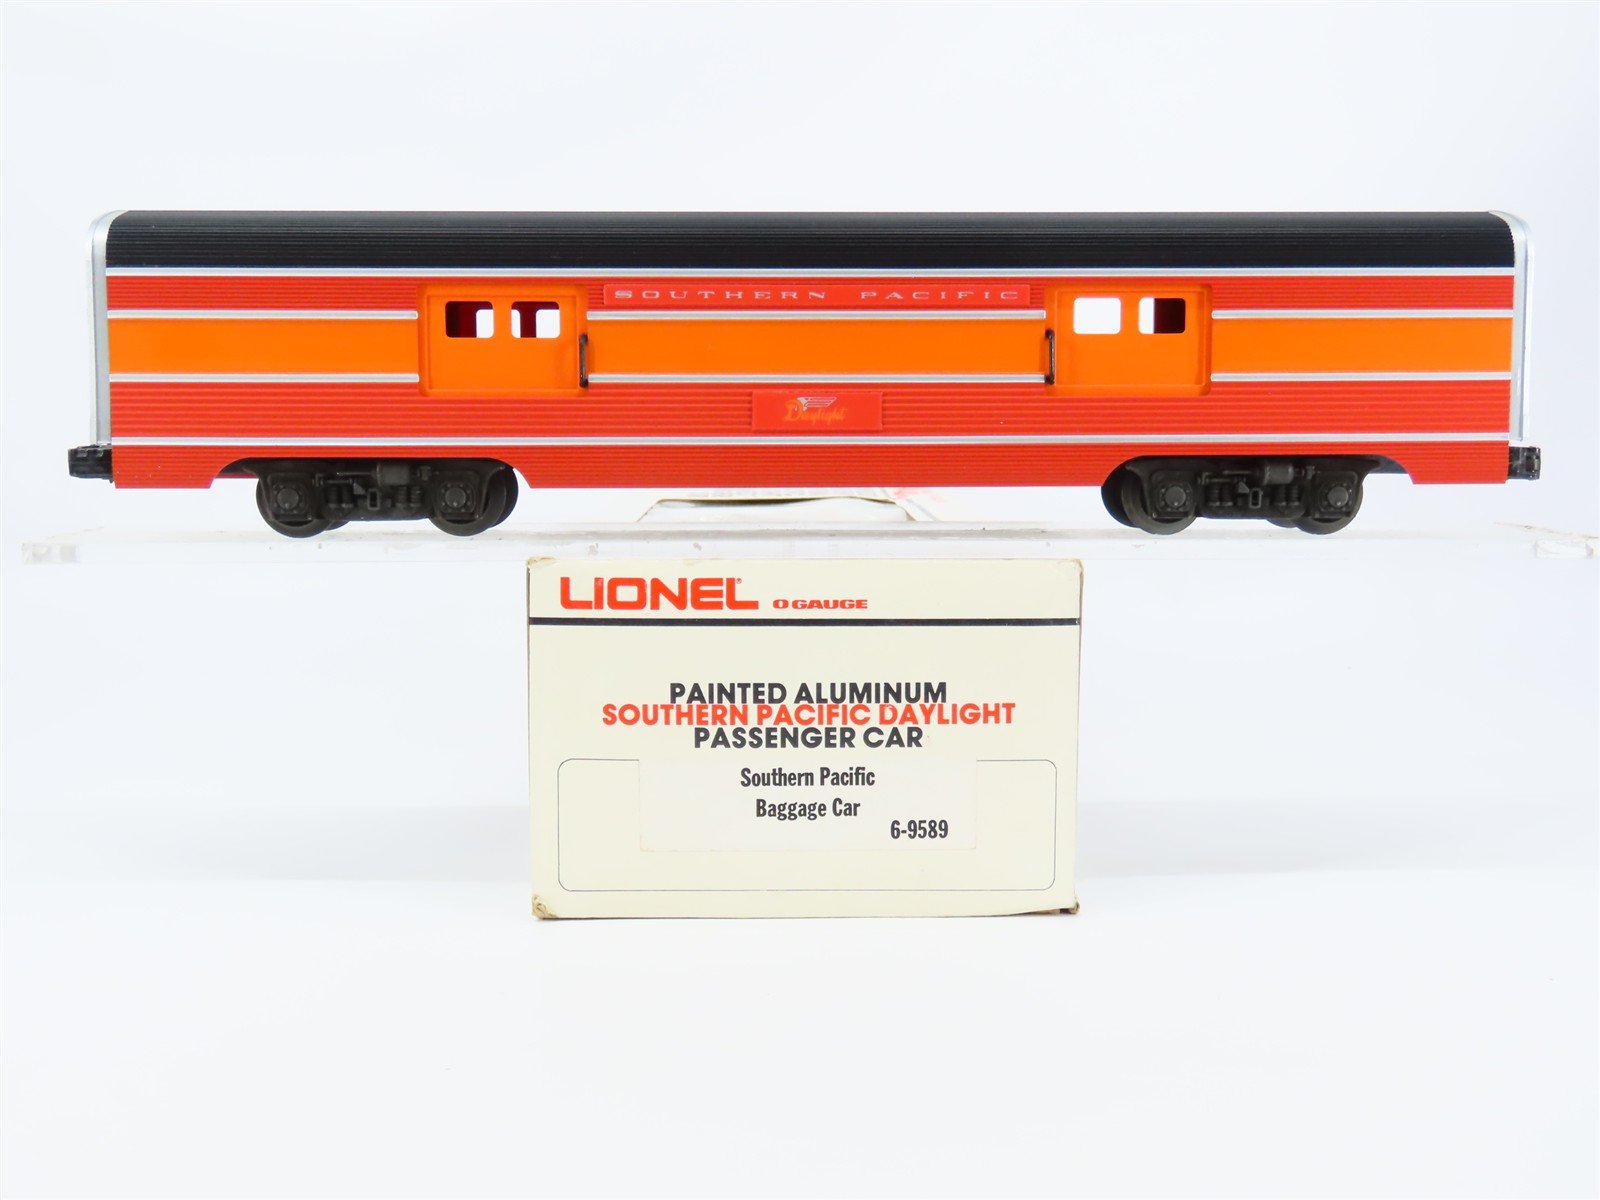 SOUTHERN PACIFIC
Daylight
LIONEL® O GAUGE
PAINTED ALUMINUM
SOUTHERN PACIFIC DAYLIGHT
PASSENGER CAR
Southern Pacific
Baggage Car
6-9589